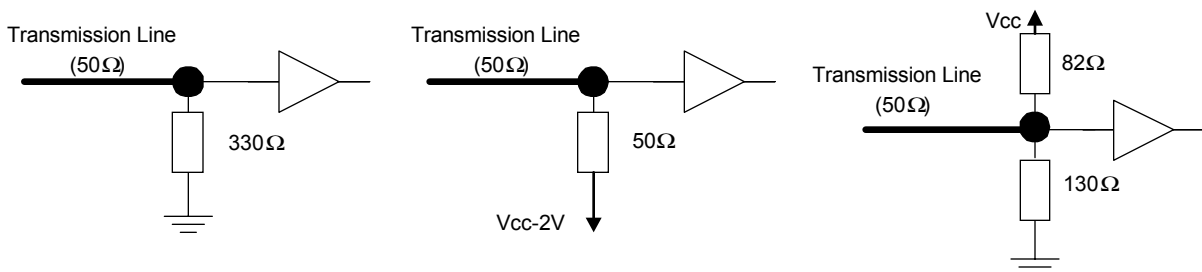 Transmission Line
(50Ω)
330Ω
Transmission Line
(50Ω)
50Ω
Vcc-2V
Vcc
82Ω
Transmission Line
(50Ω)
130Ω